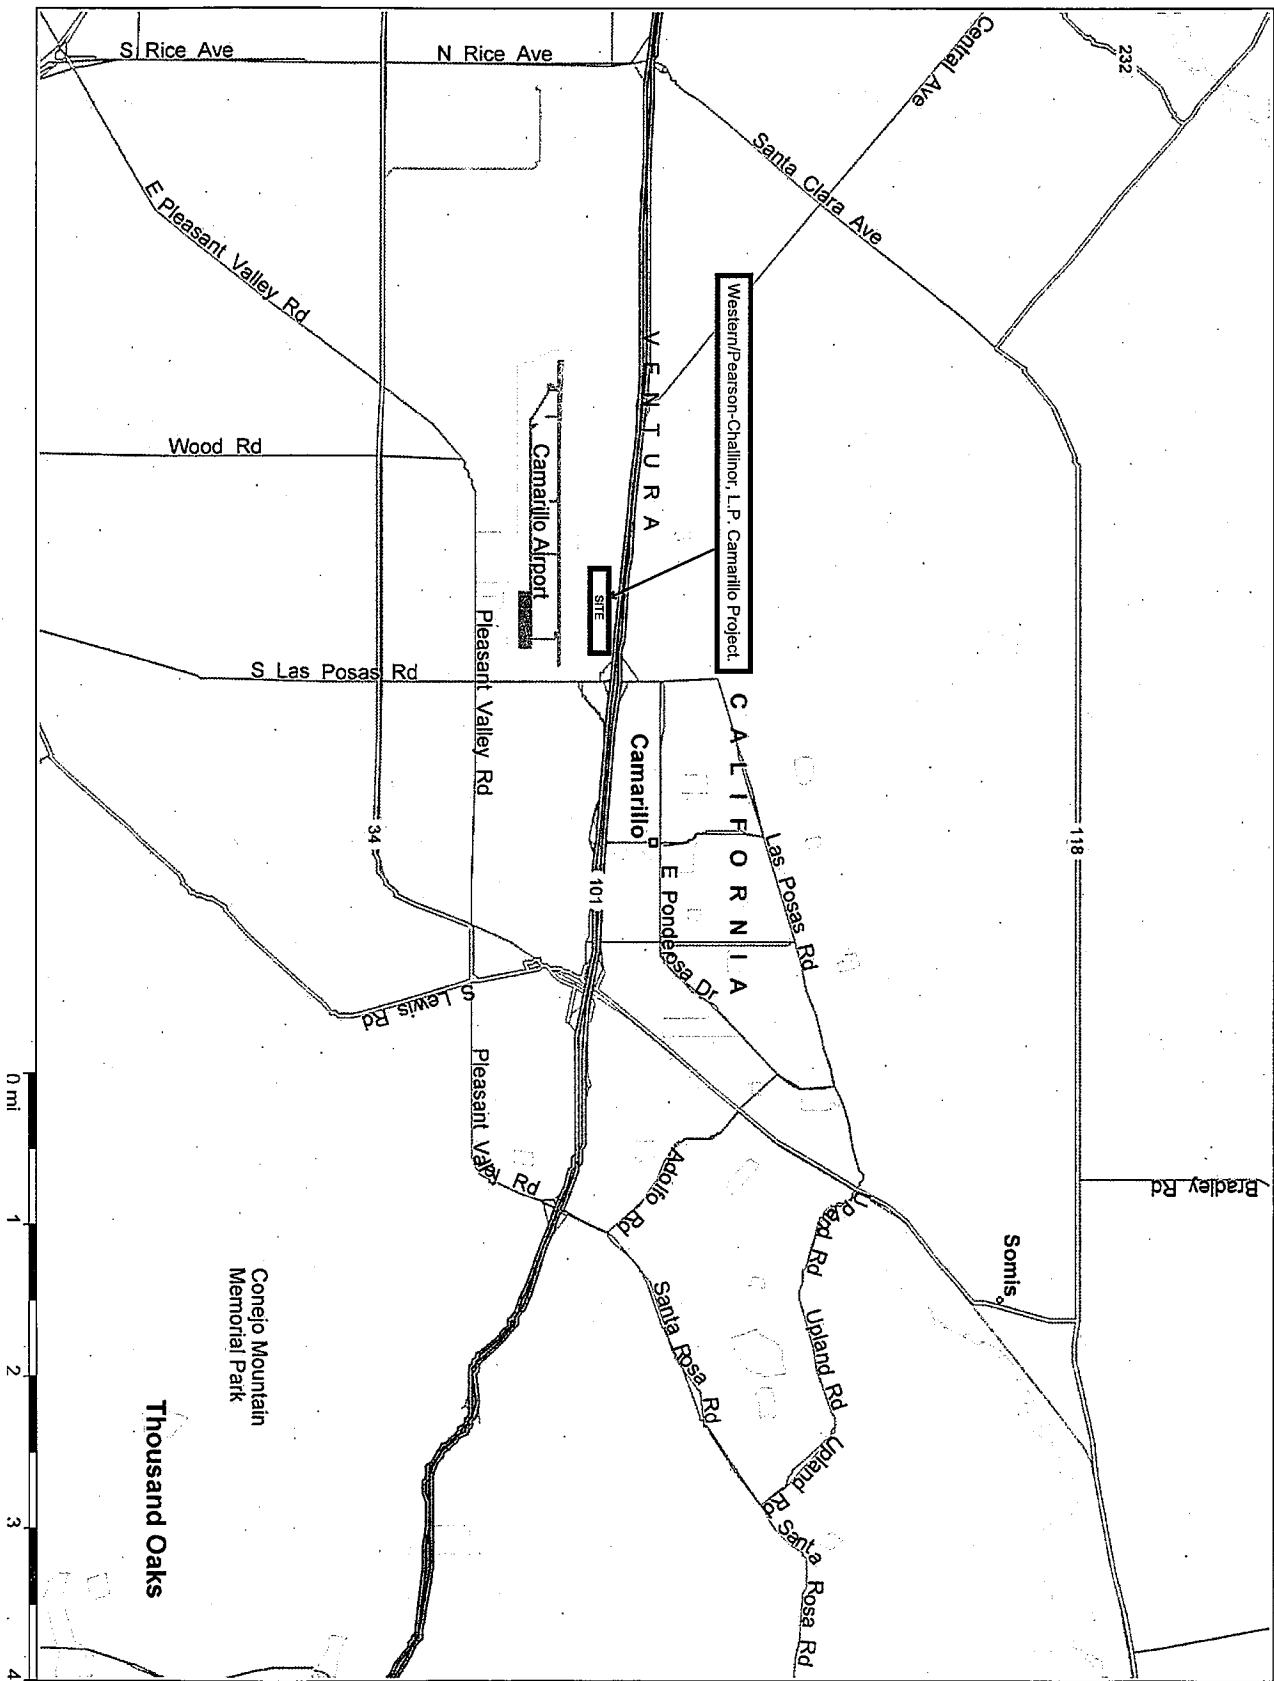 Central Ave
232
S Rice Ave
N Rice Ave
Santa Clara Ave
E Pleasant Valley Rd
Western/Pearson-Challinor, L.P. Camarillo Project.
VENTURA
Wood Rd
Camarillo Airport
SITE
Pleasant Valley Rd
S Las Posas Rd
CALIFORNIA
Camarillo
Las Posas Rd
118
34
101
E Ponderosa Dr
S Lewis Rd
Pleasant Valley Rd
Adolfo Rd
Bradley Rd
Upland Rd
Somis
Santa Rosa Rd
Upland Rd
Upland Rd
Santa Rosa Rd
Conejo Mountain
Memorial Park
Thousand Oaks
0 mi
1
2
3
4